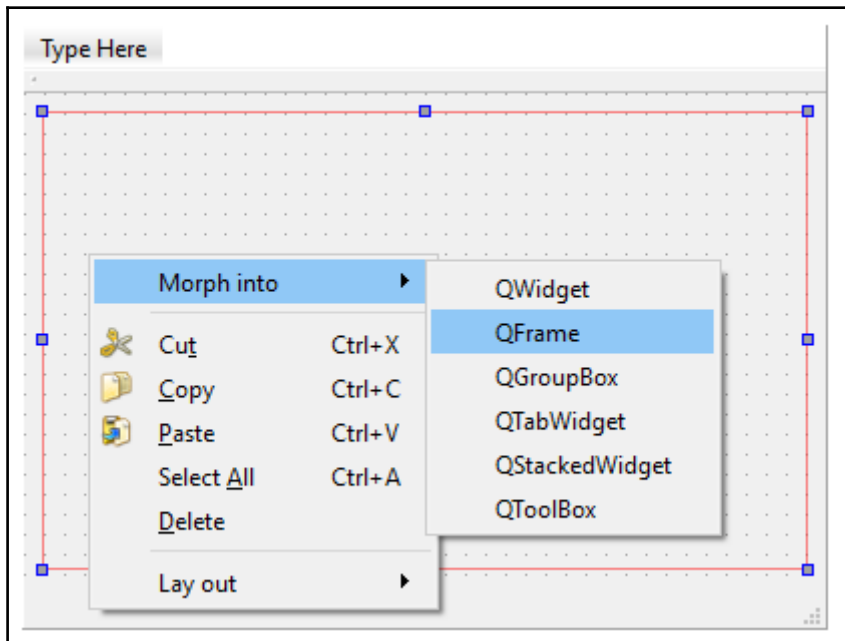 Type Here
Morph into
Cut Ctrl+X
Copy Ctrl+C
Paste Ctrl+V
Select All Ctrl+A
Delete
Lay out
QWidget
QFrame
QGroupBox
QTabWidget
QStackedWidget
QToolBox